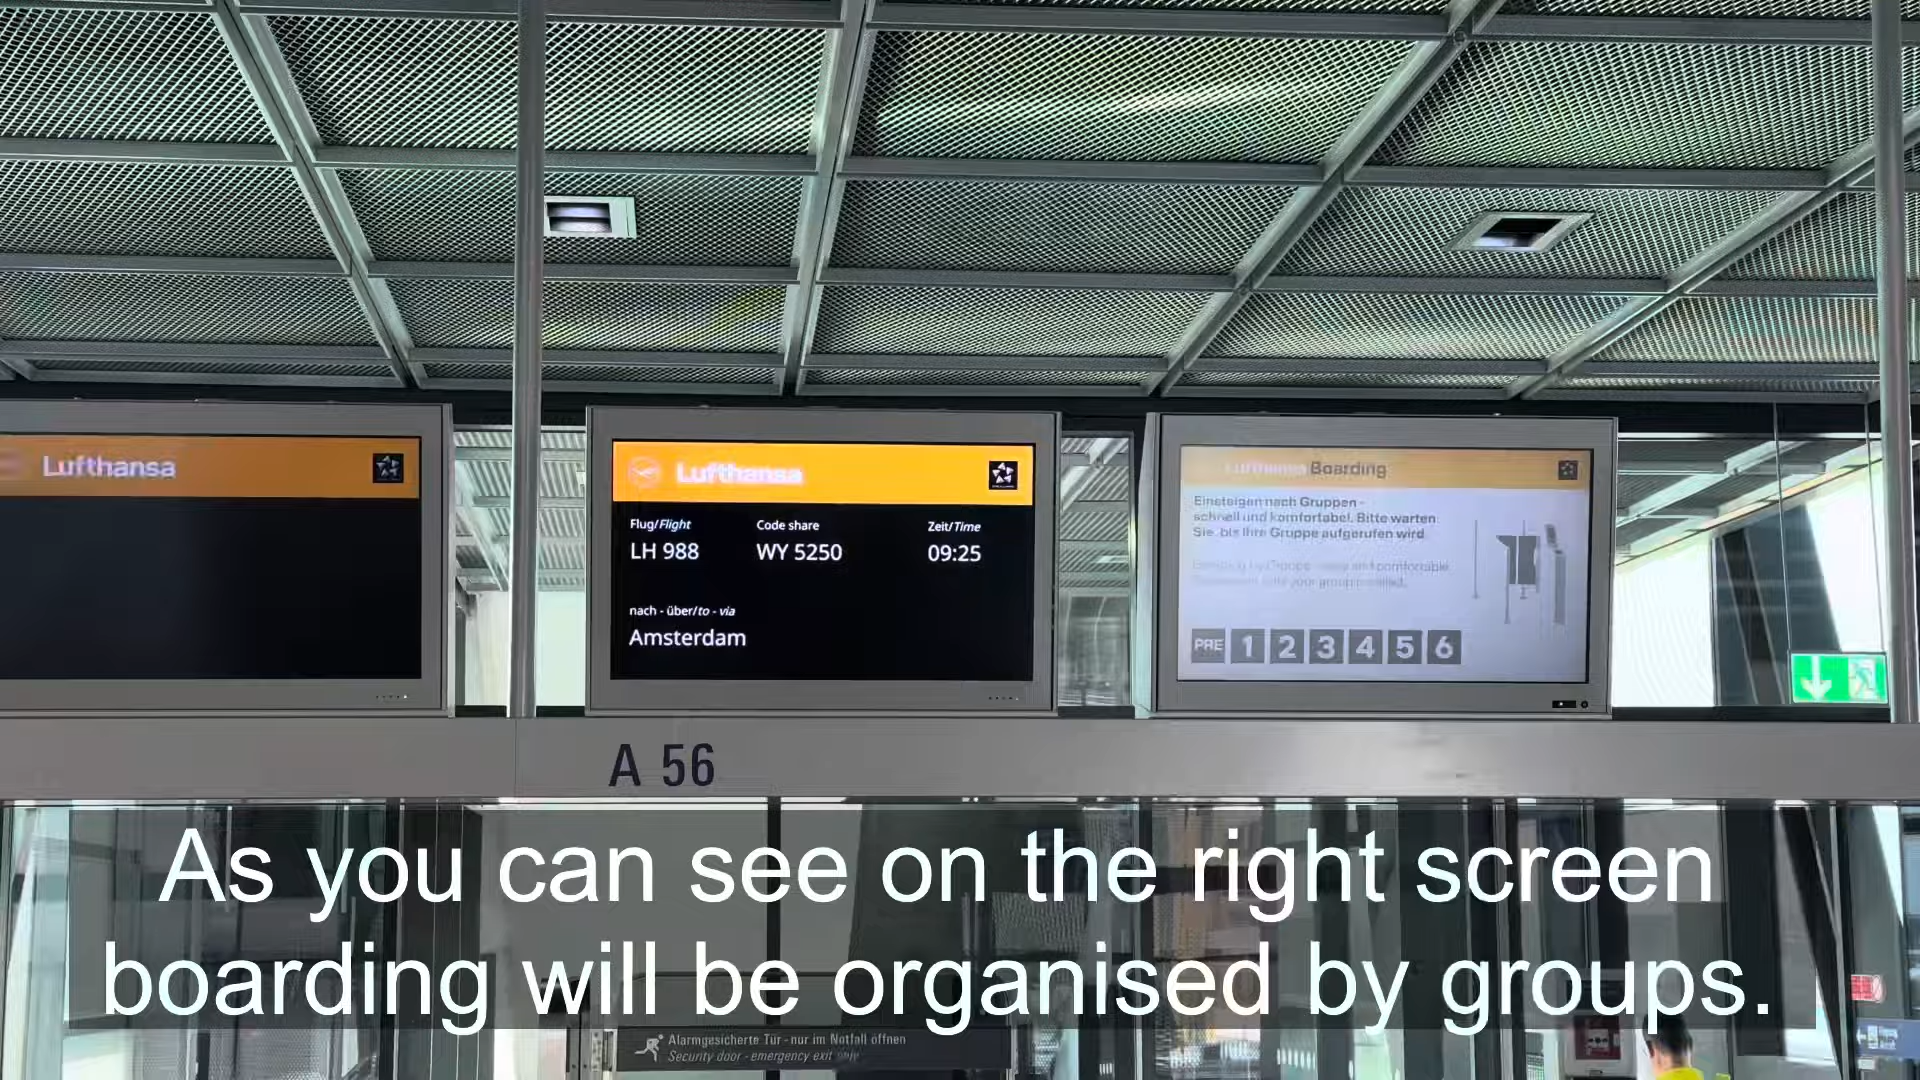 Lufthansa
Lufthansa
Flug/Flight
Code share
Zeit/Time
LH 988
WY 5250
09:25
nach - über/to - via
Amsterdam
Lufthansa Boarding
Einsteigen nach Gruppen -
schnell und komfortabel. Bitte warten
Sie, bis Ihre Gruppe aufgerufen wird.
PRE 1 2 3 4 5 6
A 56
As you can see on the right screen
boarding will be organised by groups.
Alarmgesicherte Tür - nur im Notfall öffnen
Security door - emergency exit only